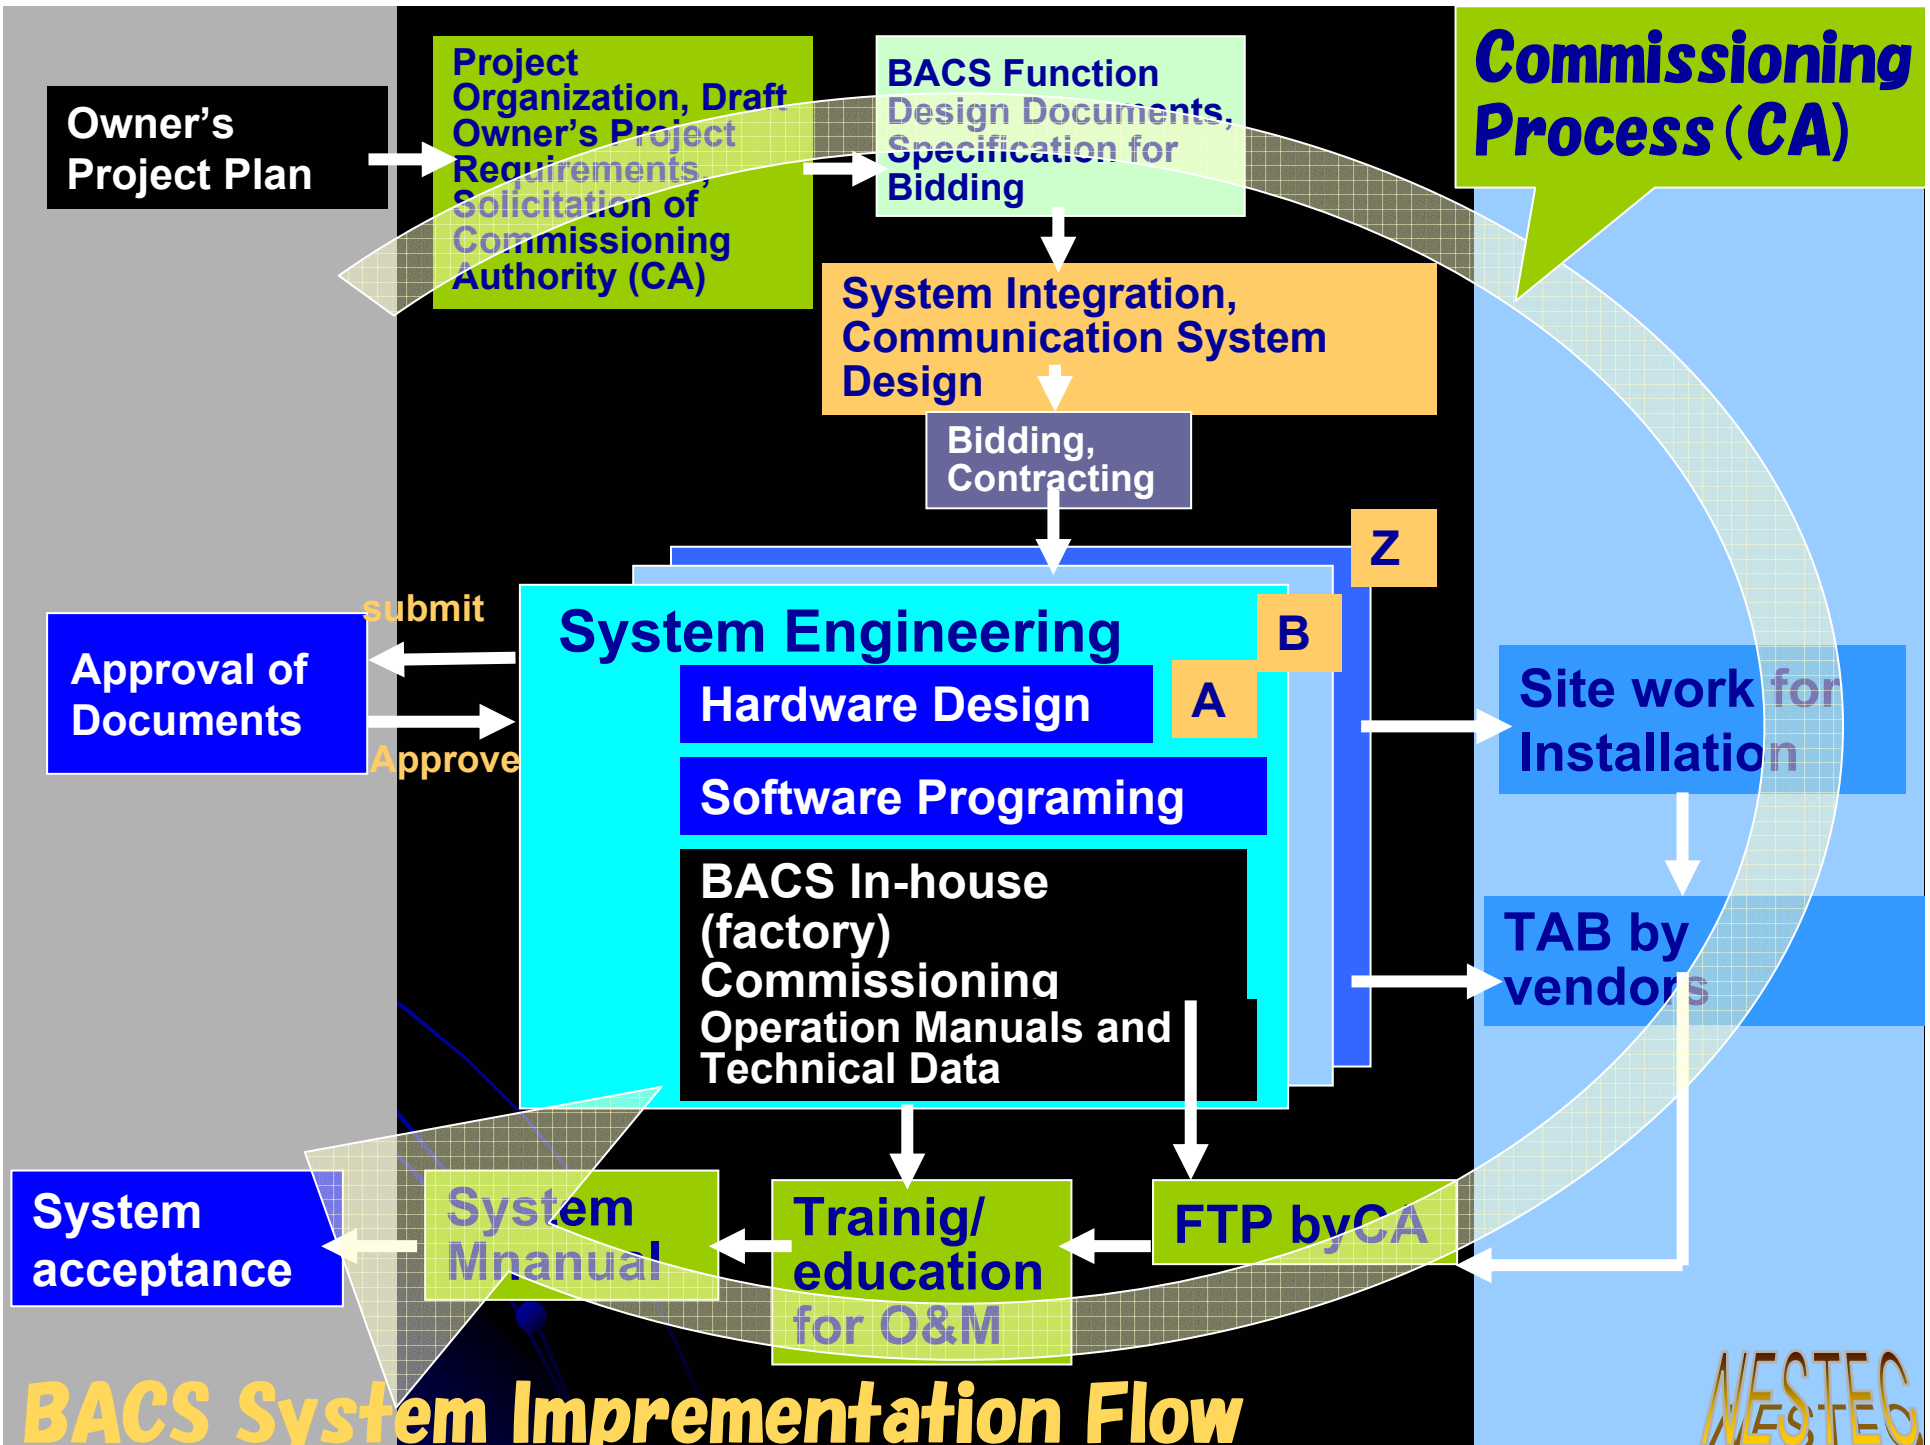 Commissioning
Process(CA)
Owner's
Project Plan
Project
Organization, Draft
Owner's Project
Requirements,
Solicitation of
Commissioning
Authority (CA)
BACS Function
Design Documents,
Specification for
Bidding
System Integration,
Communication System
Design
Bidding,
Contracting
Z
B
A
submit
Approval of
Documents
Approve
System Engineering
Hardware Design
Software Programing
BACS In-house
(factory)
Commissioning
Operation Manuals and
Technical Data
Site work for
Installation
TAB by
vendors
System
acceptance
System
Mnanual
Trainig/
education
for O&M
FTP byCA
BACS System Imprementation Flow
NESTEC